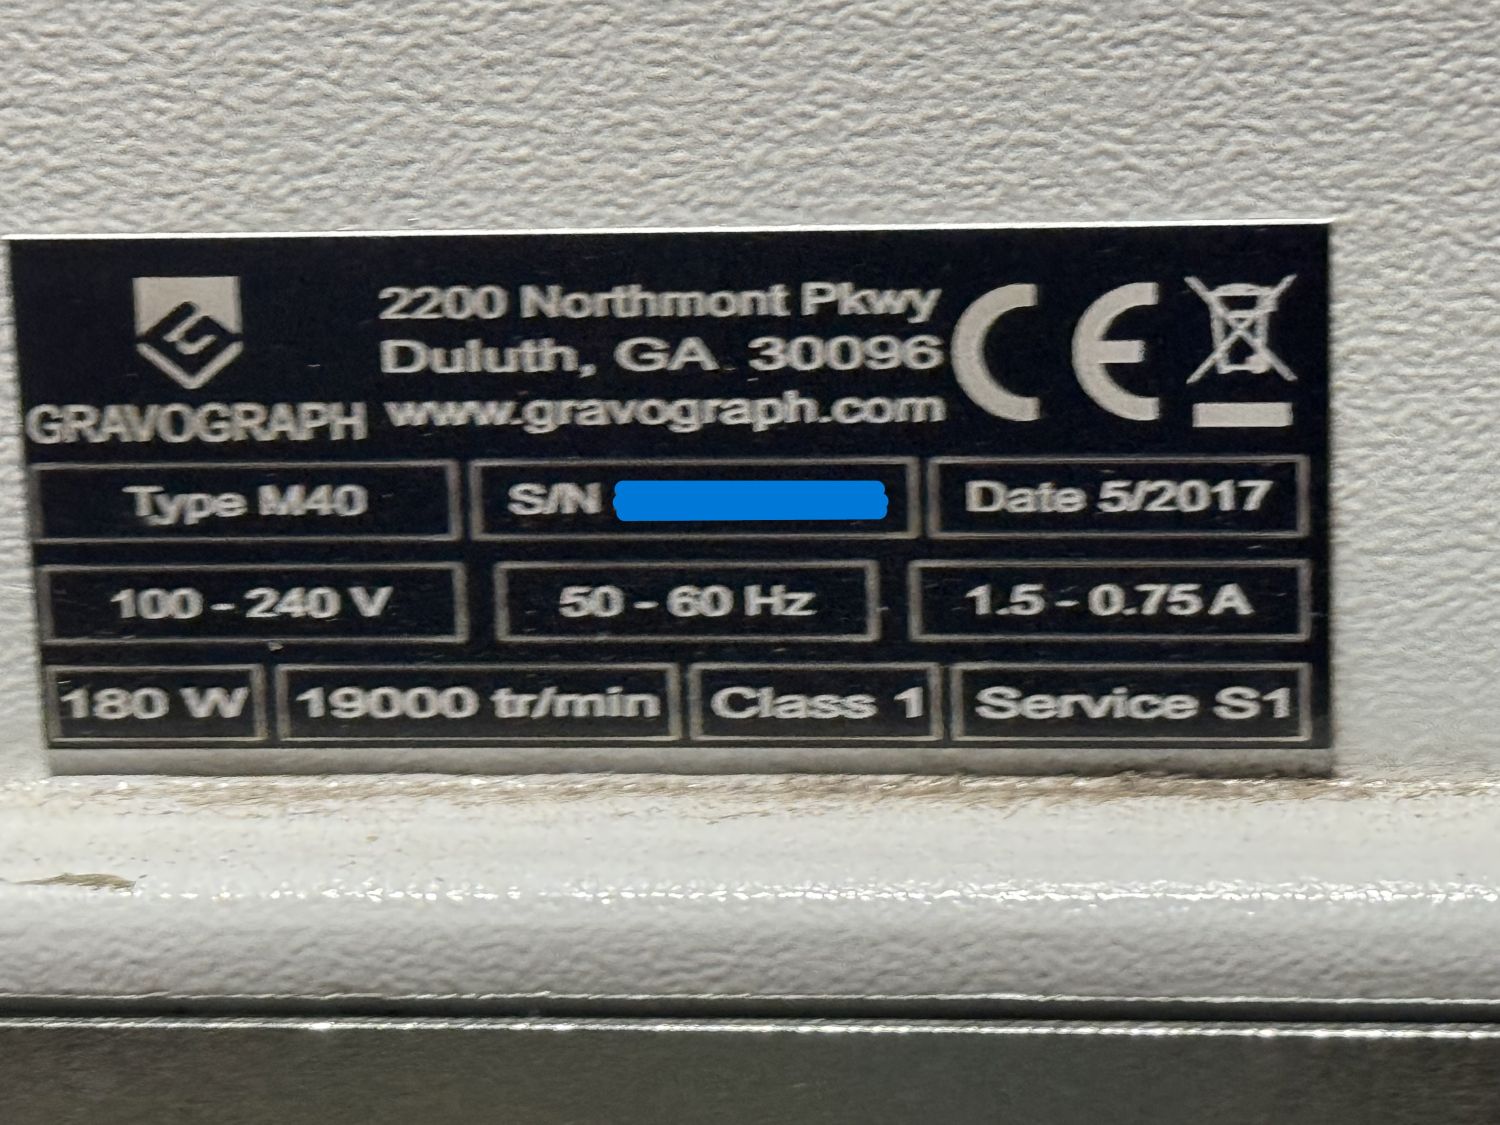 2200 Northmont Pkwy
Duluth, GA 30096
GRAVOGRAPH www.gravograph.com
CE
Type M40 S/N Date 5/2017
100 - 240 V 50 - 60 Hz 1.5 - 0.75 A
180 W 19000 tr/min Class 1 Service S1